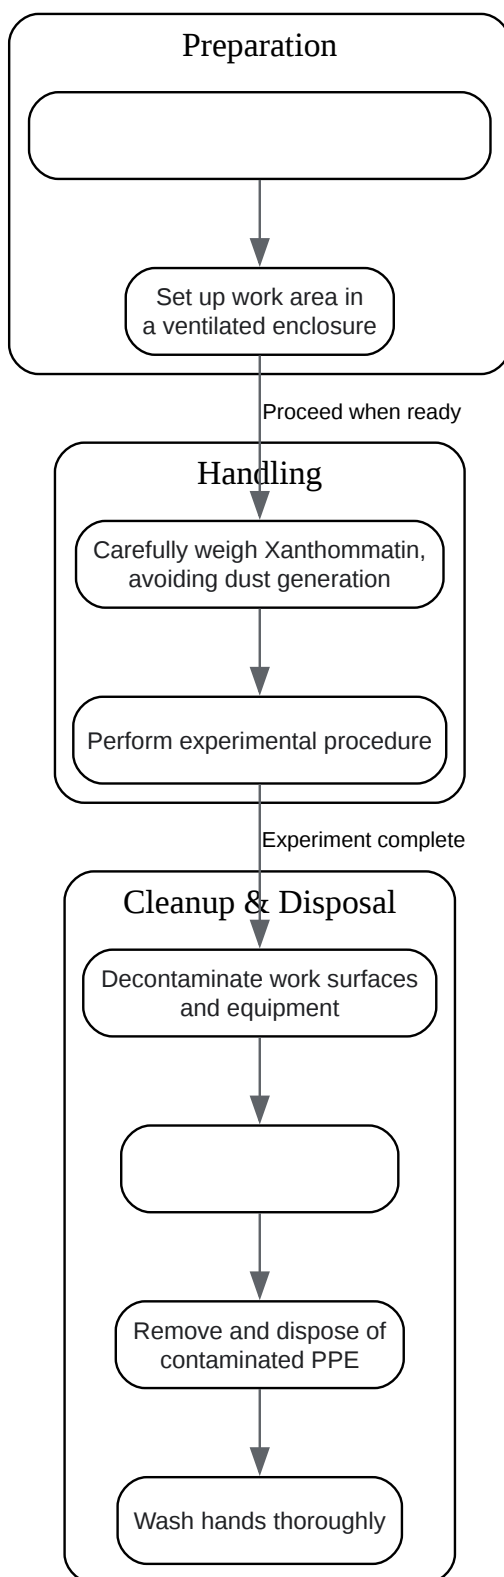 Preparation
Set up work area in
a ventilated enclosure
Proceed when ready
Handling
Carefully weigh Xanthommatin,
avoiding dust generation
Perform experimental procedure
Experiment complete
Cleanup & Disposal
Decontaminate work surfaces
and equipment
Remove and dispose of
contaminated PPE
Wash hands thoroughly